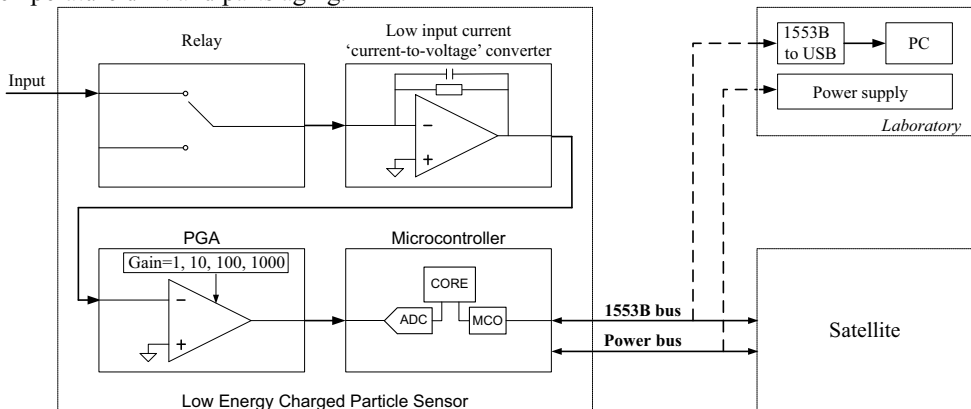 Relay
Low input current
‘current-to-voltage’ converter
Input
1553B
to USB
PC
Power supply
Laboratory
PGA
Gain=1, 10, 100, 1000
Microcontroller
CORE
ADC
MCO
1553B bus
Power bus
Satellite
Low Energy Charged Particle Sensor